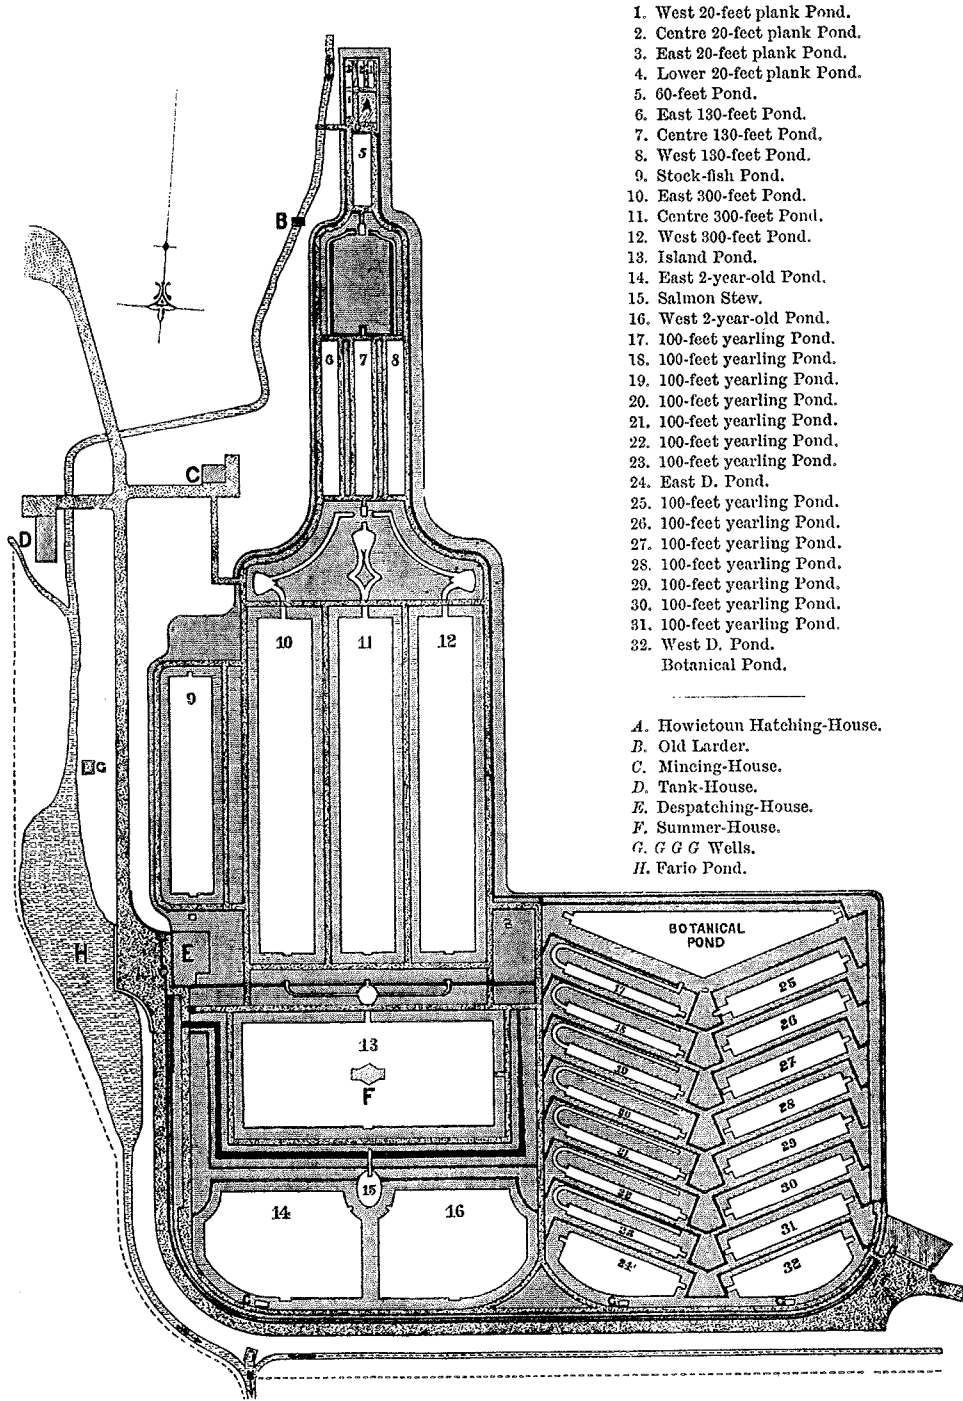 1. West 20-feet plank Pond.
2. Centre 20-feet plank Pond.
3. East 20-feet plank Pond.
4. Lower 20-feet plank Pond.
5. 60-feet Pond.
6. East 130-feet Pond.
7. Centre 130-feet Pond.
8. West 130-feet Pond.
9. Stock-fish Pond.
10. East 300-feet Pond.
11. Centre 300-feet Pond.
12. West 300-feet Pond.
13. Island Pond.
14. East 2-year-old Pond.
15. Salmon Stew.
16. West 2-year-old Pond.
17. 100-feet yearling Pond.
18. 100-feet yearling Pond.
19. 100-feet yearling Pond.
20. 100-feet yearling Pond.
21. 100-feet yearling Pond.
22. 100-feet yearling Pond.
23. 100-feet yearling Pond.
24. East D. Pond.
25. 100-feet yearling Pond.
26. 100-feet yearling Pond.
27. 100-feet yearling Pond.
28. 100-feet yearling Pond.
29. 100-feet yearling Pond.
30. 100-feet yearling Pond.
31. 100-feet yearling Pond.
32. West D. Pond.
Botanical Pond.
A. Howietoun Hatching-House.
B. Old Larder.
C. Mincing-House.
D. Tank-House.
E. Despatching-House.
F. Summer-House.
G. G G G Wells.
H. Fario Pond.
A
5
B
6 7 8
C
D
10 11 12
9
G
E
H
BOTANICAL
POND
17
18
19
20
21
22
23
24
25
26
27
28
29
30
31
32
13
F
15
14 16
G
G
G